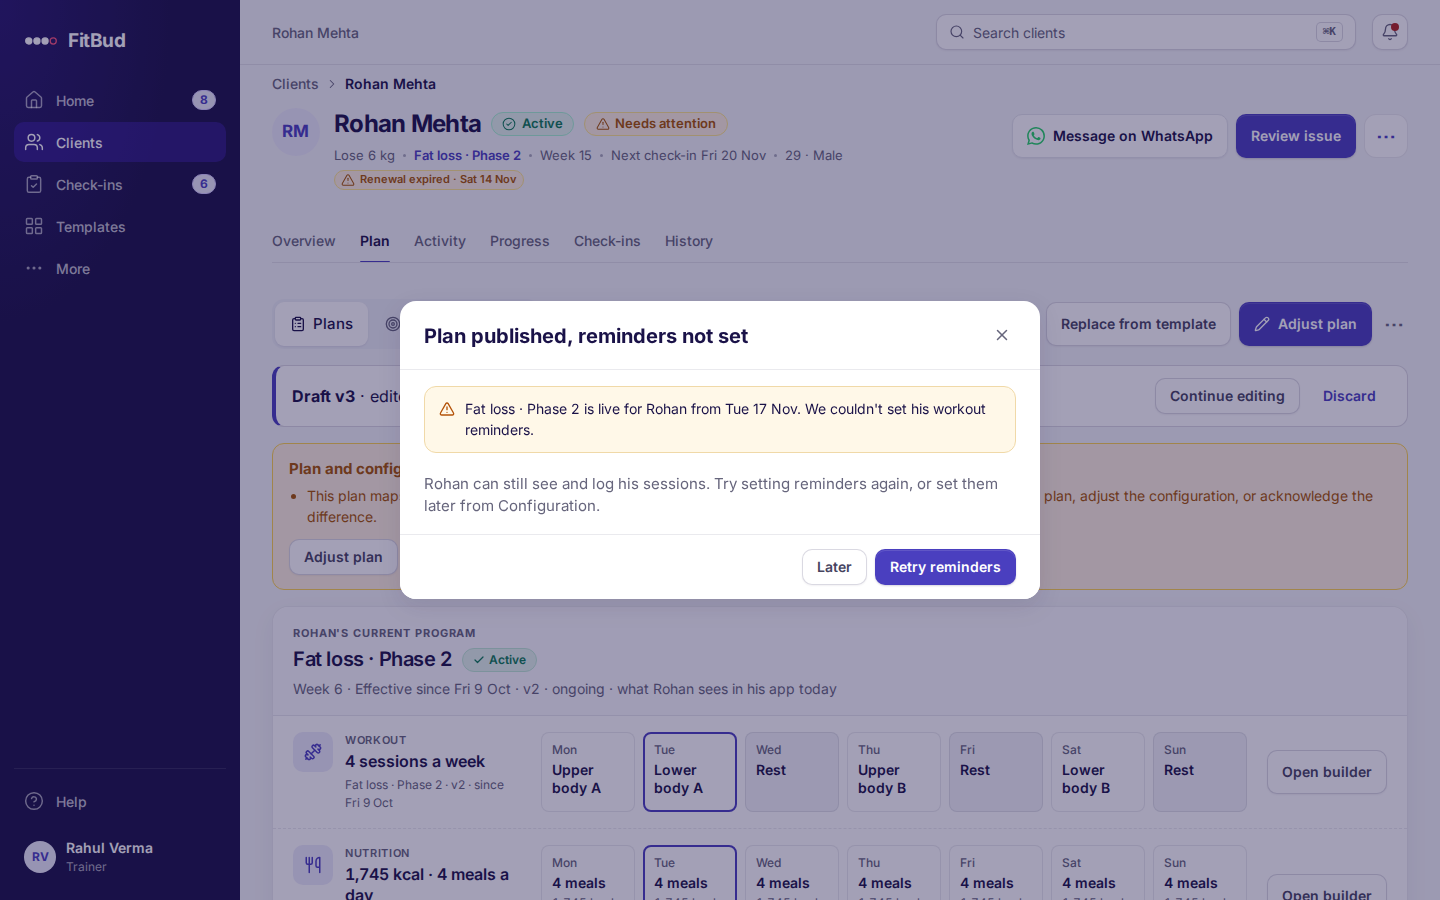 FitBud
Home 8
Clients
Check-ins 6
Templates
More
Help
RV Rahul Verma
Trainer
Rohan Mehta
Search clients ⌘K
Clients > Rohan Mehta
RM Rohan Mehta Active Needs attention
Lose 6 kg · Fat loss · Phase 2 · Week 15 · Next check-in Fri 20 Nov · 29 · Male
Renewal expired · Sat 14 Nov
Message on WhatsApp Review issue
Overview Plan Activity Progress Check-ins History
Plans
Replace from template Adjust plan
Draft v3 · edite
Continue editing Discard
Plan and config
This plan map
plan, adjust the configuration, or acknowledge the
difference.
Adjust plan
Plan published, reminders not set
Fat loss · Phase 2 is live for Rohan from Tue 17 Nov. We couldn't set his workout
reminders.
Rohan can still see and log his sessions. Try setting reminders again, or set them
later from Configuration.
Later Retry reminders
ROHAN'S CURRENT PROGRAM
Fat loss · Phase 2 Active
Week 6 · Effective since Fri 9 Oct · v2 · ongoing · what Rohan sees in his app today
WORKOUT
4 sessions a week
Fat loss · Phase 2 · v2 · since
Fri 9 Oct
Mon Tue Wed Thu Fri Sat Sun
Upper Lower Rest Upper Rest Lower Rest
body A body A body B body B
Open builder
NUTRITION
1,745 kcal · 4 meals a
day
Mon Tue Wed Thu Fri Sat Sun
4 meals 4 meals 4 meals 4 meals 4 meals 4 meals 4 meals
Open builder